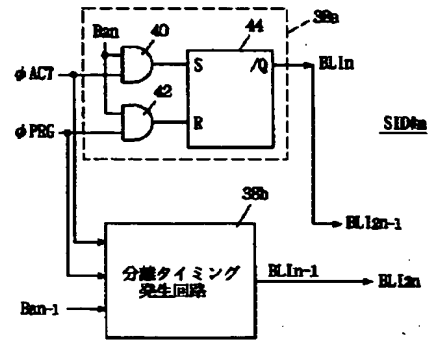 Ban
40
44
38a
φACT
S
/Q
BLIn
42
φPRG
R
SID#m
38b
BLI2n-1
分離タイミング
発生回路
BLIn-1
BLI2n
Ban-1